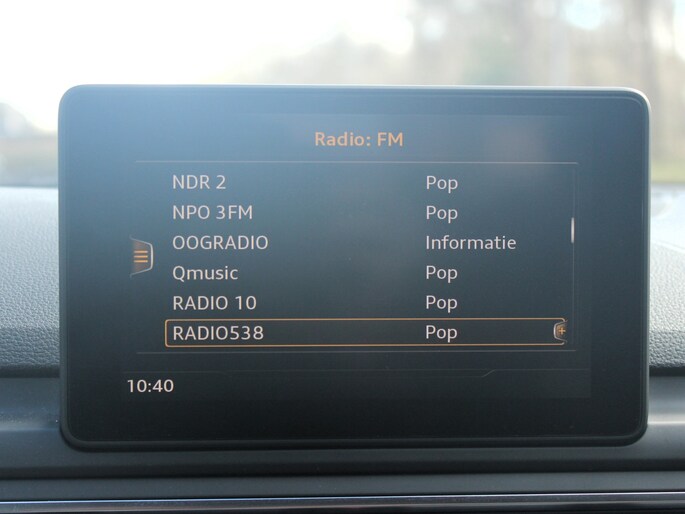 Radio: FM
NDR 2 Pop
NPO 3FM Pop
OOGRADIO Informatie
Qmusic Pop
RADIO 10 Pop
RADIO538 Pop
10:40